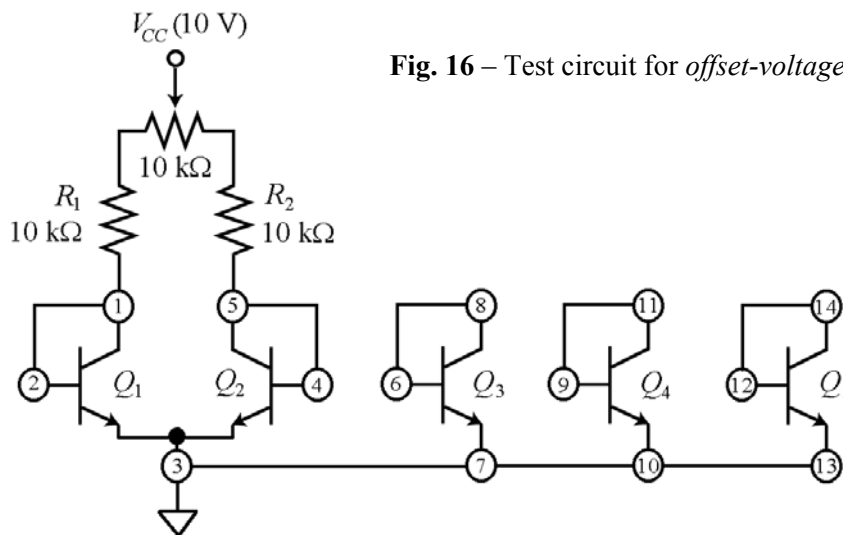 V_CC (10 V)
Fig. 16 – Test circuit for offset-voltage
10 kΩ
R1
R2
10 kΩ
10 kΩ
1
5
8
11
14
2
Q1
Q2
4
6
Q3
9
Q4
12
Q
3
7
10
13